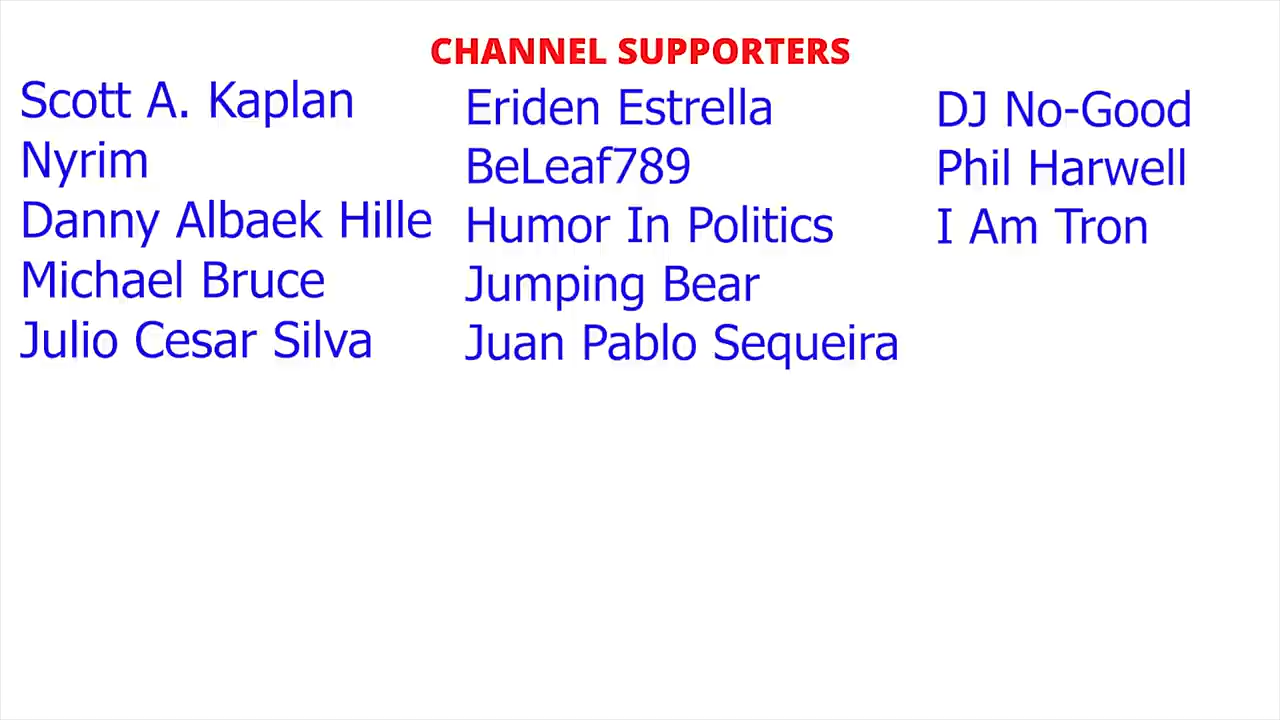 CHANNEL SUPPORTERS
Scott A. Kaplan
Nyrim
Danny Albaek Hille
Michael Bruce
Julio Cesar Silva
Eriden Estrella
BeLeaf789
Humor In Politics
Jumping Bear
Juan Pablo Sequeira
DJ No-Good
Phil Harwell
I Am Tron